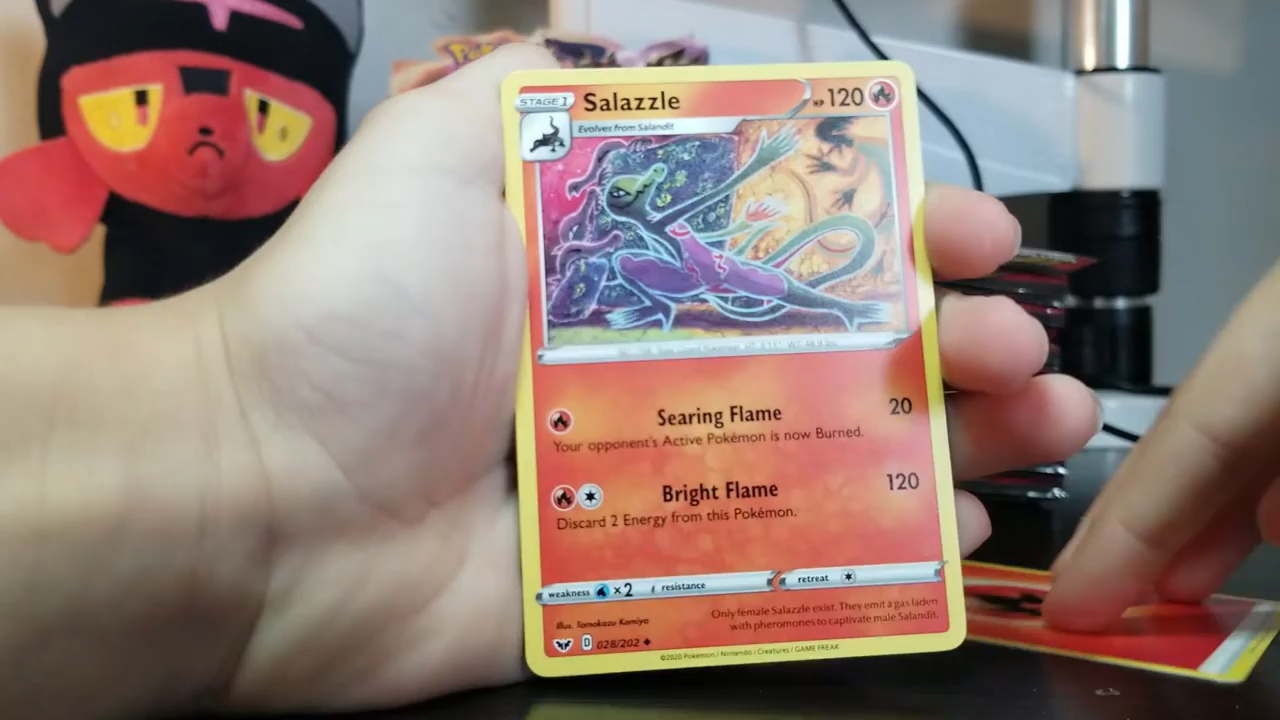 STAGE 1
Salazzle
HP 120
Evolves from Salandit
Searing Flame 20
Your opponent's Active Pokémon is now Burned.
Bright Flame 120
Discard 2 Energy from this Pokémon.
weakness ×2 resistance retreat
Only female Salazzle exist. They emit a gas laden
with pheromones to captivate male Salandit.
Illus. Tomokazu Komiya
D 028/202
©2020 Pokémon / Nintendo / Creatures / GAME FREAK